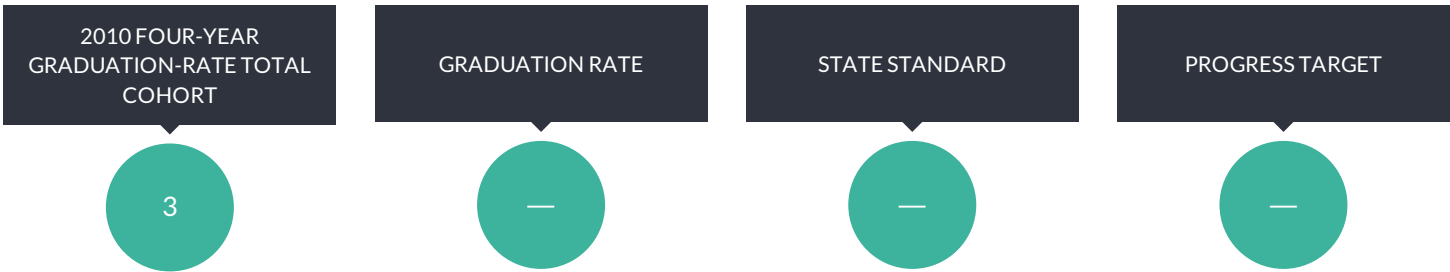 2010 FOUR-YEAR
GRADUATION-RATE TOTAL
COHORT
GRADUATION RATE
STATE STANDARD
PROGRESS TARGET
3
—
—
—